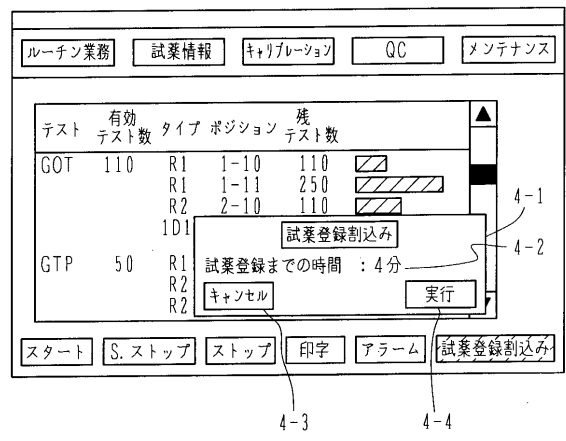 ルーチン業務 試薬情報 キャリブレーション QC メンテナンス
テスト 有効テスト数 タイプ ポジション 残テスト数
GOT 110 R1 1-10 110
R1 1-11 250
R2 2-10 110
1D1
試薬登録割込み
GTP 50 R1
R2
R2
試薬登録までの時間 : 4分
キャンセル 実行
スタート S.ストップ ストップ 印字 アラーム 試薬登録割込み
4-1
4-2
4-3 4-4